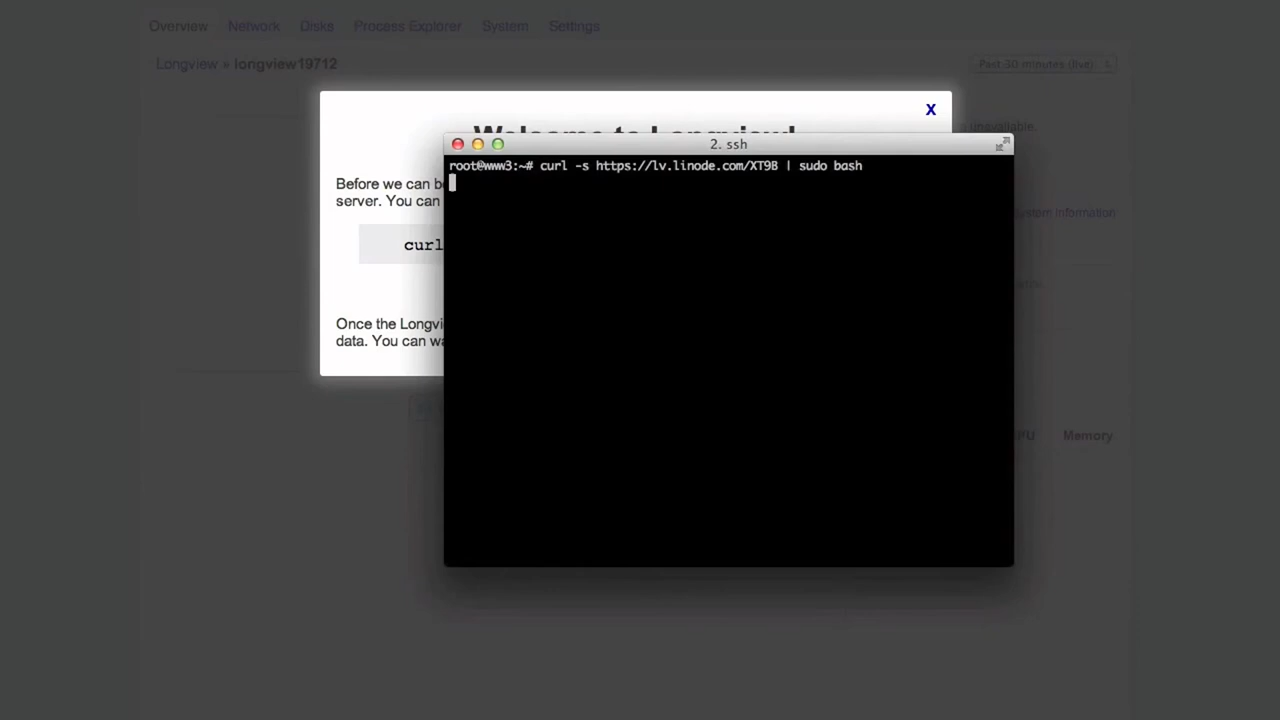 Overview Network Disks Process Explorer System Settings
Longview » longview19712
Past 30 minutes (live)
X
Welcome to Longview!
unavailable.
2. ssh
root@www3:~# curl -s https://lv.linode.com/XT9B | sudo bash
Before we can be
server. You can
System Information
curl
Once the Longvi
data. You can wa
Memory